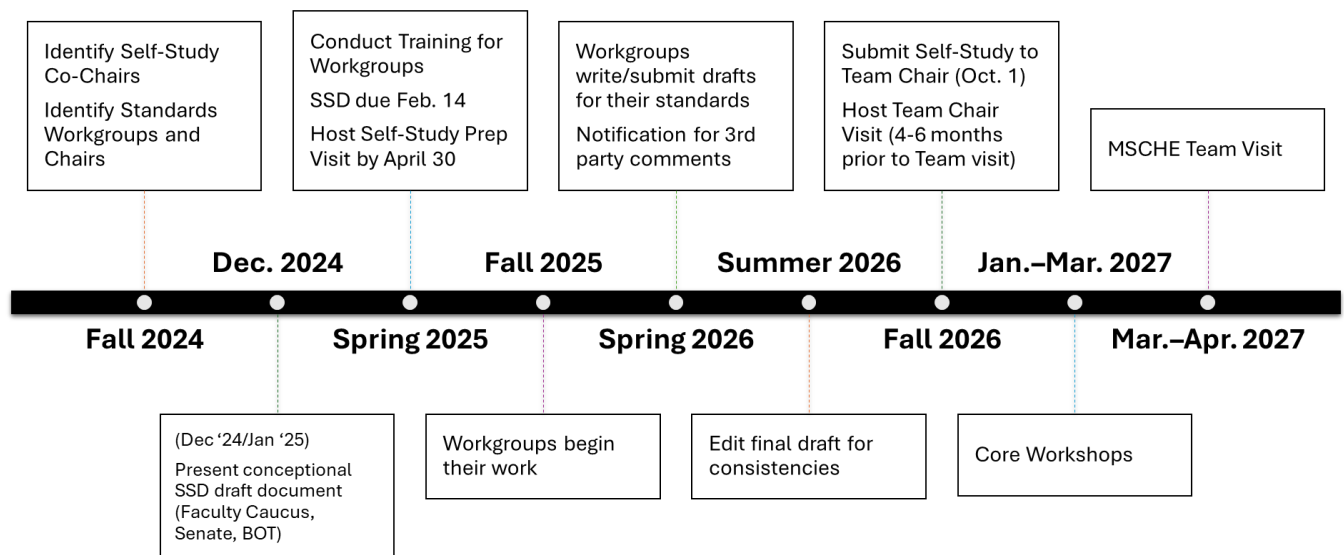 Identify Self-Study
Co-Chairs
Identify Standards
Workgroups and
Chairs
Conduct Training for
Workgroups
SSD due Feb. 14
Host Self-Study Prep
Visit by April 30
Workgroups
write/submit drafts
for their standards
Notification for 3rd
party comments
Submit Self-Study to
Team Chair (Oct. 1)
Host Team Chair
Visit (4-6 months
prior to Team visit)
MSCHE Team Visit
Dec. 2024
Fall 2025
Summer 2026
Jan.–Mar. 2027
Fall 2024
Spring 2025
Spring 2026
Fall 2026
Mar.–Apr. 2027
(Dec ‘24/Jan ‘25)
Present conceptional
SSD draft document
(Faculty Caucus,
Senate, BOT)
Workgroups begin
their work
Edit final draft for
consistencies
Core Workshops